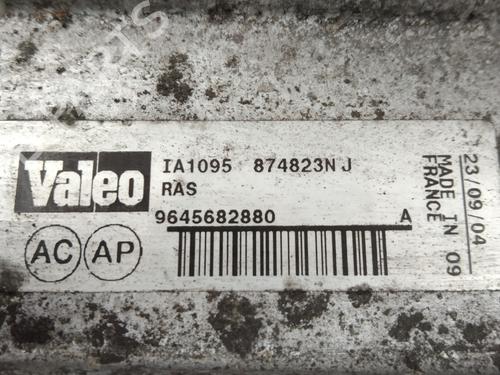 Valeo
IA1095 874823N J
RAS
9645682880 A
AC AP
23/09/04
MADE IN 09
FRANCE